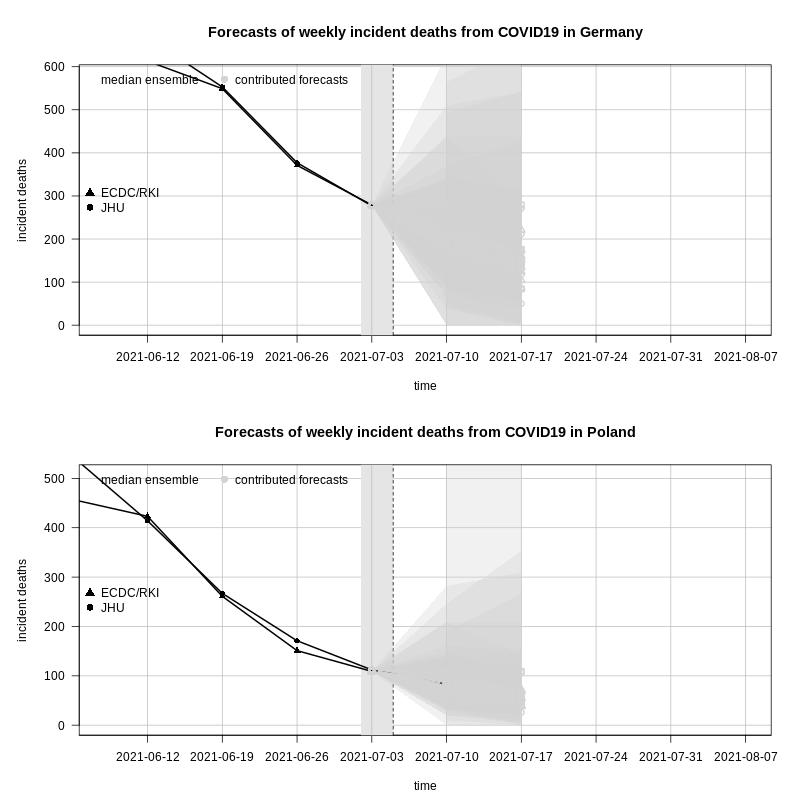 Forecasts of weekly incident deaths from COVID19 in Germany
600
median ensemble contributed forecasts
500
400
300
ECDC/RKI
JHU
200
100
0
incident deaths
2021-06-12 2021-06-19 2021-06-26 2021-07-03 2021-07-10 2021-07-17 2021-07-24 2021-07-31 2021-08-07
time
Forecasts of weekly incident deaths from COVID19 in Poland
500
median ensemble contributed forecasts
400
300
ECDC/RKI
JHU
200
100
0
incident deaths
2021-06-12 2021-06-19 2021-06-26 2021-07-03 2021-07-10 2021-07-17 2021-07-24 2021-07-31 2021-08-07
time